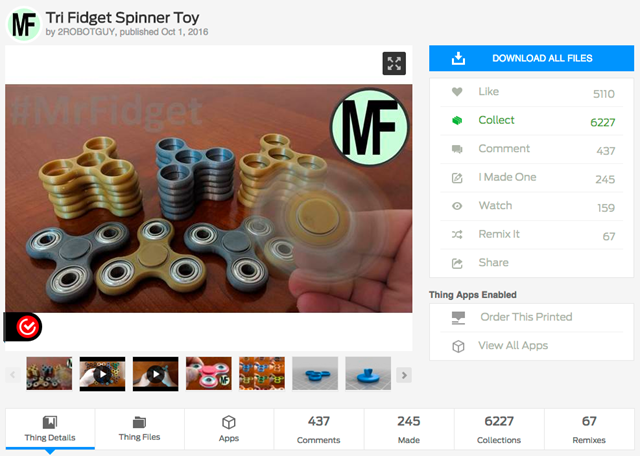 MF
Tri Fidget Spinner Toy
by 2ROBOTGUY, published Oct 1, 2016
#MrFidget
MF
DOWNLOAD ALL FILES
Like 5110
Collect 6227
Comment 437
I Made One 245
Watch 159
Remix It 67
Share
Thing Apps Enabled
Order This Printed
View All Apps
MF
Thing Details
Thing Files
Apps
437
Comments
245
Made
6227
Collections
67
Remixes